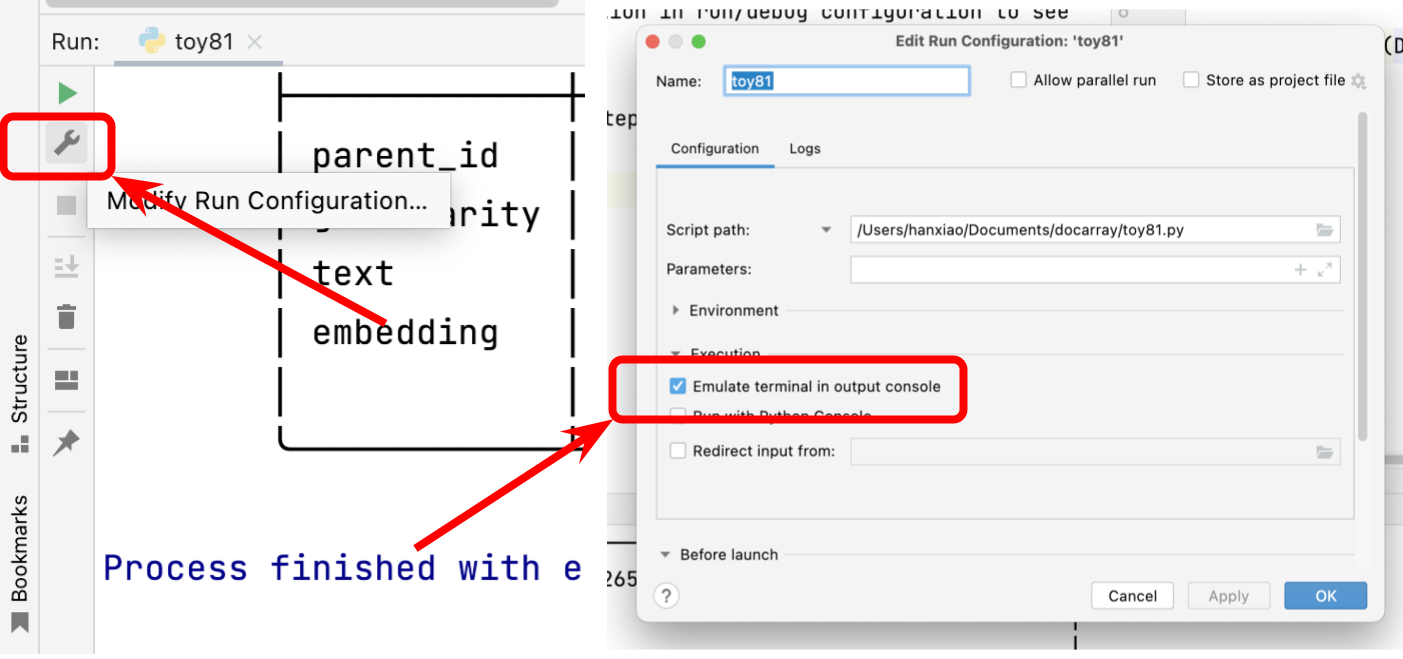 Run: toy81
parent_id
Modify Run Configuration...
arity
text
embedding
Process finished with e
Structure
Bookmarks
ion in run/debug configuration to see
Edit Run Configuration: 'toy81'
(D
Name: toy81 Allow parallel run Store as project file
tep
Configuration Logs
Script path: /Users/hanxiao/Documents/docarray/toy81.py
Parameters:
Environment
Execution
Emulate terminal in output console
Run with Python Console
Redirect input from:
Before launch
265
? Cancel Apply OK